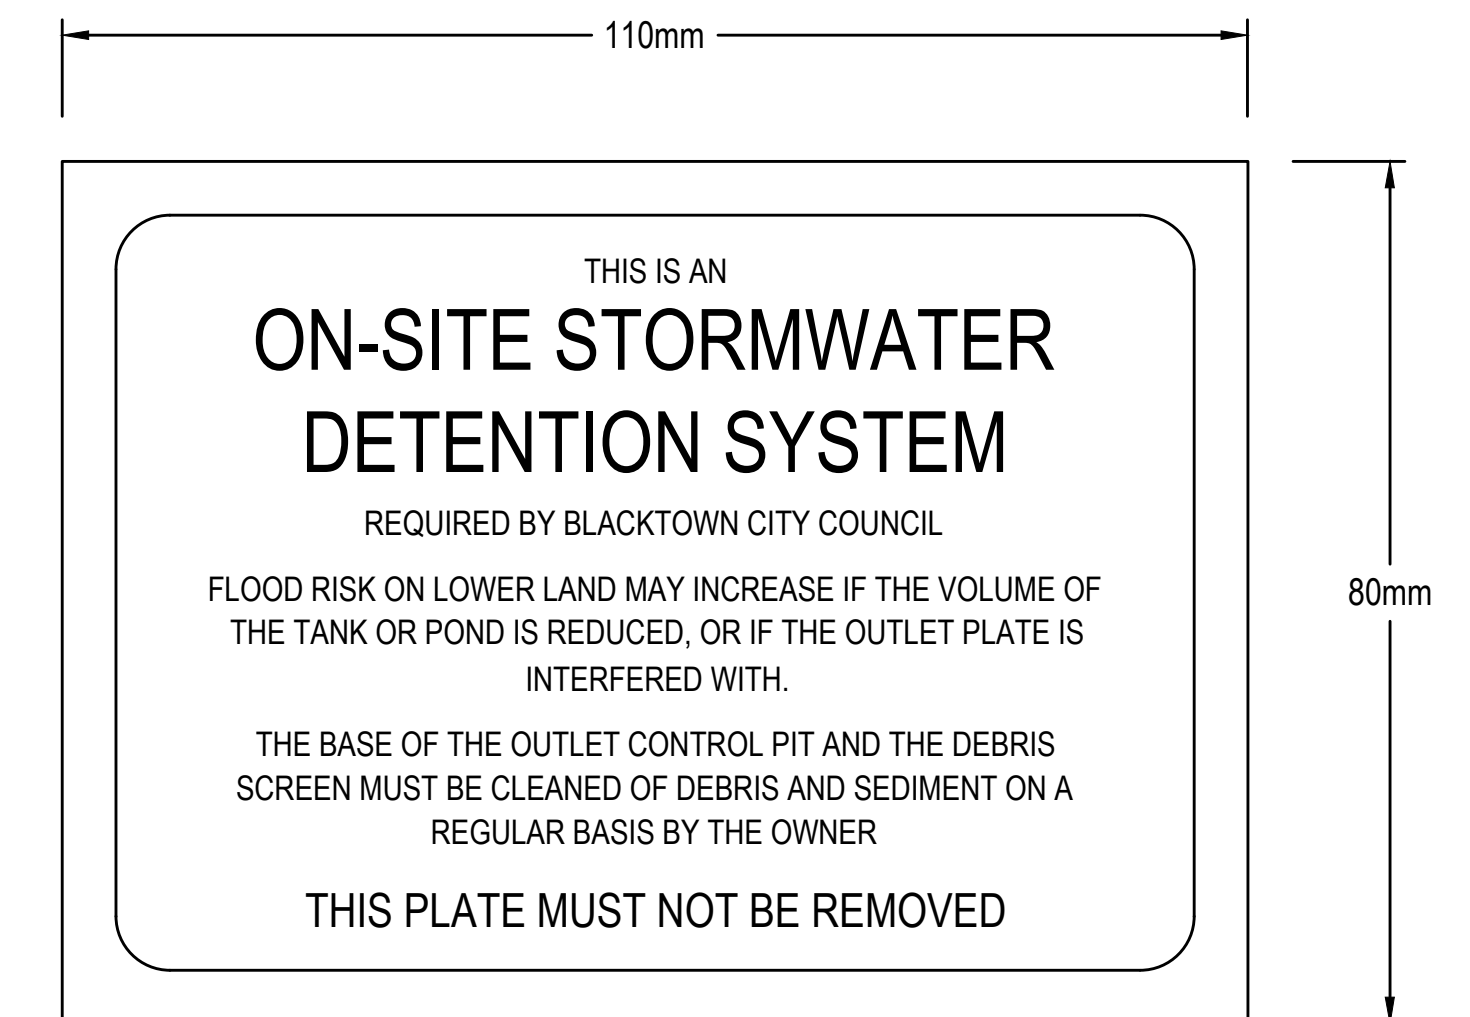 110mm
THIS IS AN
ON-SITE STORMWATER
DETENTION SYSTEM
REQUIRED BY BLACKTOWN CITY COUNCIL
FLOOD RISK ON LOWER LAND MAY INCREASE IF THE VOLUME OF
80mm
THE TANK OR POND IS REDUCED, OR IF THE OUTLET PLATE IS
INTERFERED WITH.
THE BASE OF THE OUTLET CONTROL PIT AND THE DEBRIS
SCREEN MUST BE CLEANED OF DEBRIS AND SEDIMENT ON A
REGULAR BASIS BY THE OWNER
THIS PLATE MUST NOT BE REMOVED